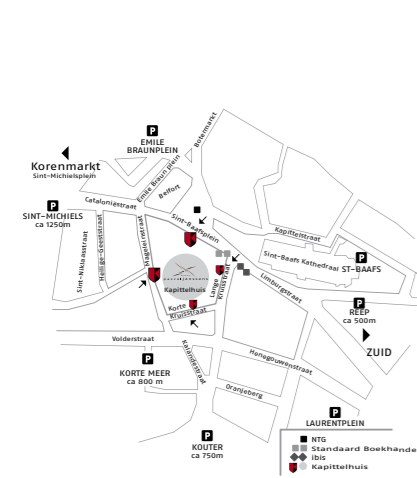 P
EMILE
BRAUNPLEIN
Botermarkt
Korenmarkt
Sint-Michielsplein
Emile Braun plein
Belfort
Cataloniestraat
P
SINT-MICHIELS
ca 1250m
Sint-Baafsplein
Kapittelstraat
Sint-Niklaasstraat
Heilige-Geeststraat
Mageleinstraat
Sint-Baafs Kathedraal
P
ST-BAAFS
Kapittelhuis
Lange
Kruisstraat
Limburgstraat
Korte
Kruisstraat
P
REEP
ca 500m
Volderstraat
Kalandestraat
Henegouwenstraat
ZUID
P
KORTE MEER
ca 800 m
Oranjeberg
P
LAURENTPLEIN
P
KOUTER
ca 750m
NTG
Standaard Boekhande
ibis
Kapittelhuis